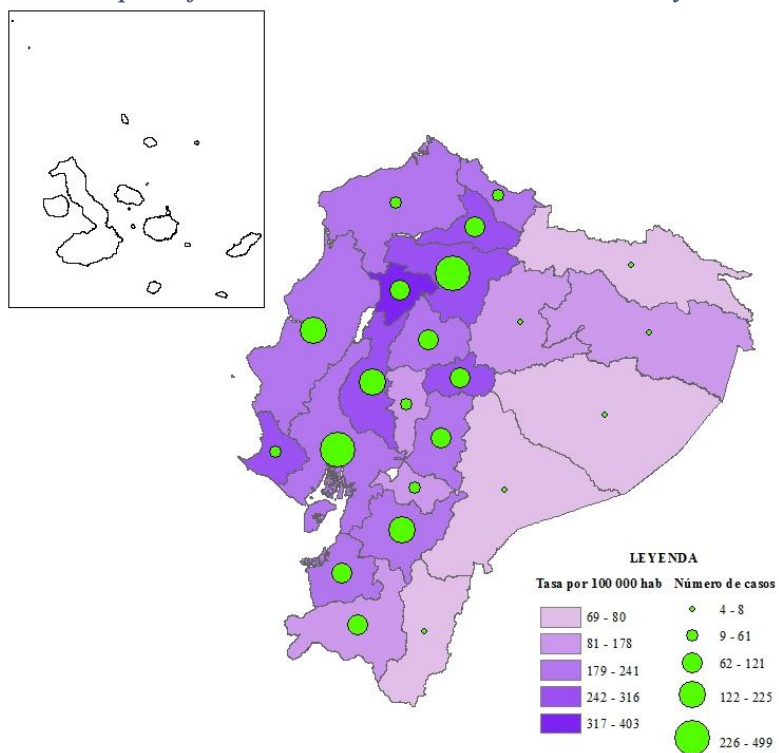 LEYENDA
Tasa por 100 000 hab Número de casos
69 - 80 4 - 8
81 - 178 9 - 61
179 - 241 62 - 121
242 - 316 122 - 225
317 - 403 226 - 499